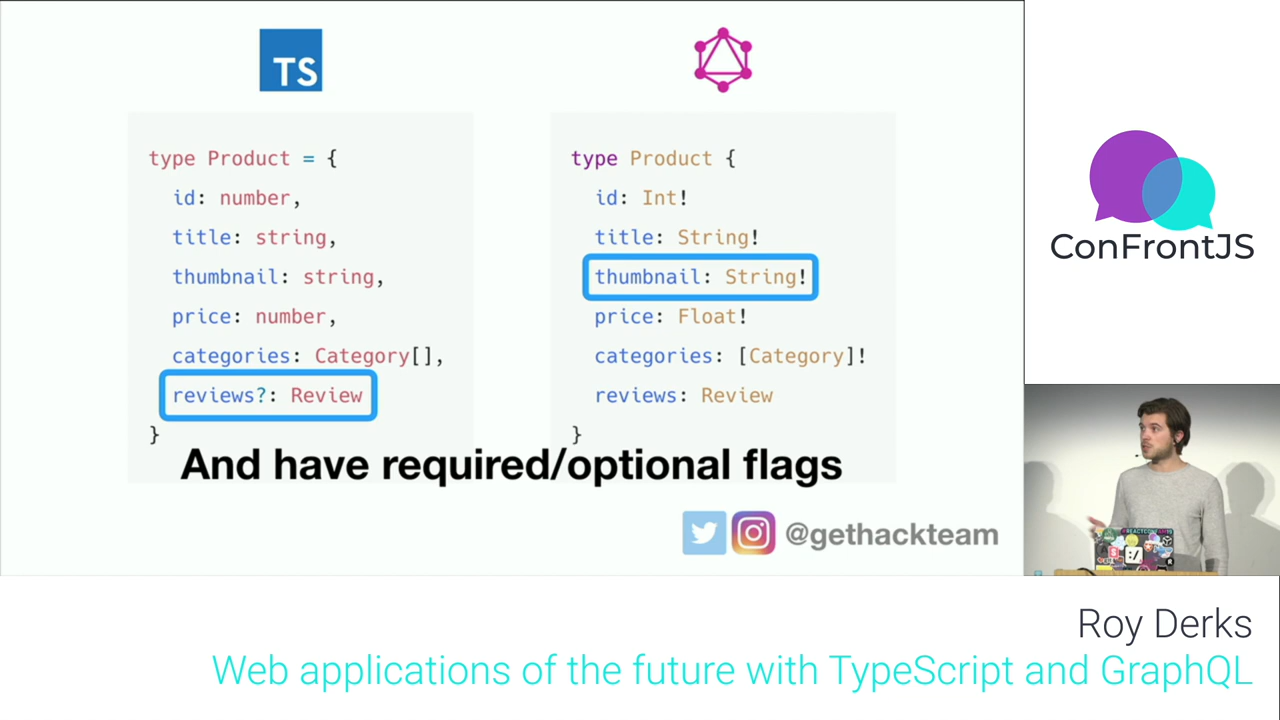 TS
type Product = {
id: number,
title: string,
thumbnail: string,
price: number,
categories: Category[],
reviews?: Review
}
type Product {
id: Int!
title: String!
thumbnail: String!
price: Float!
categories: [Category]!
reviews: Review
}
And have required/optional flags
@gethackteam
ConFrontJS
Roy Derks
Web applications of the future with TypeScript and GraphQL